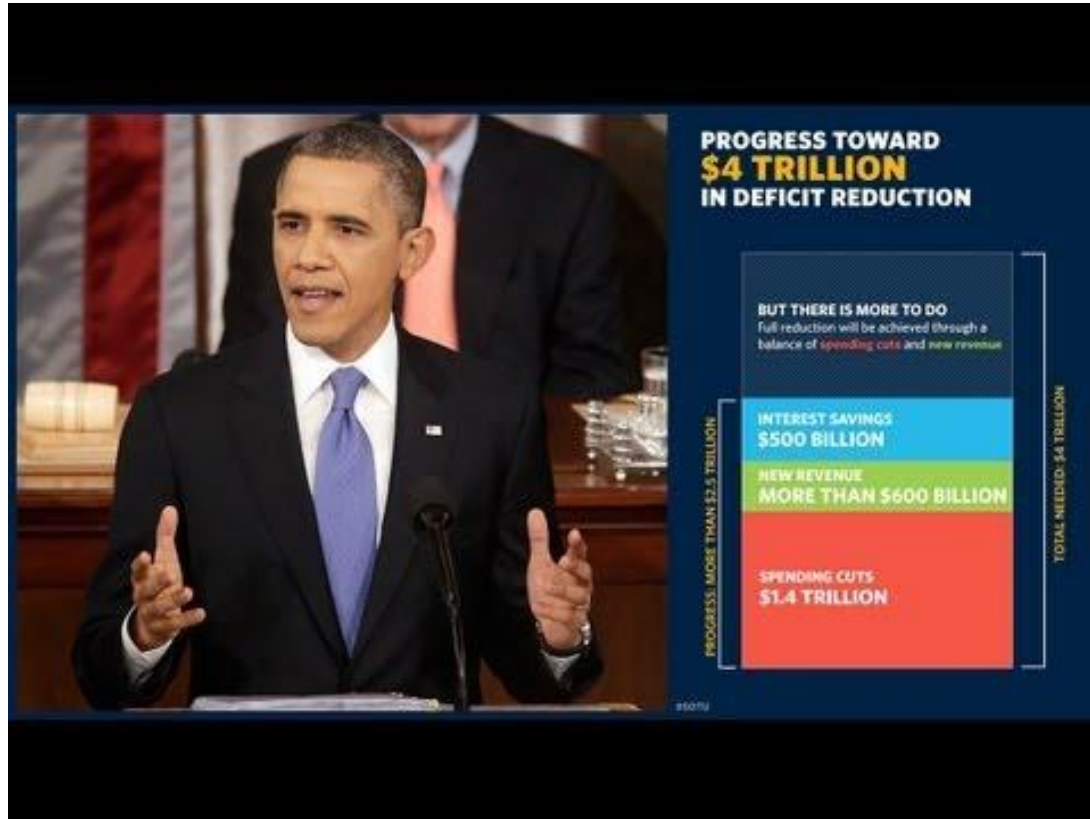 PROGRESS TOWARD
$4 TRILLION
IN DEFICIT REDUCTION
BUT THERE IS MORE TO DO
Full reduction will be achieved through a
balance of spending cuts and new revenue
INTEREST SAVINGS
$500 BILLION
NEW REVENUE
MORE THAN $600 BILLION
SPENDING CUTS
$1.4 TRILLION
PROGRESS: MORE THAN $2.5 TRILLION
TOTAL NEEDED: $4 TRILLION
#SOTU